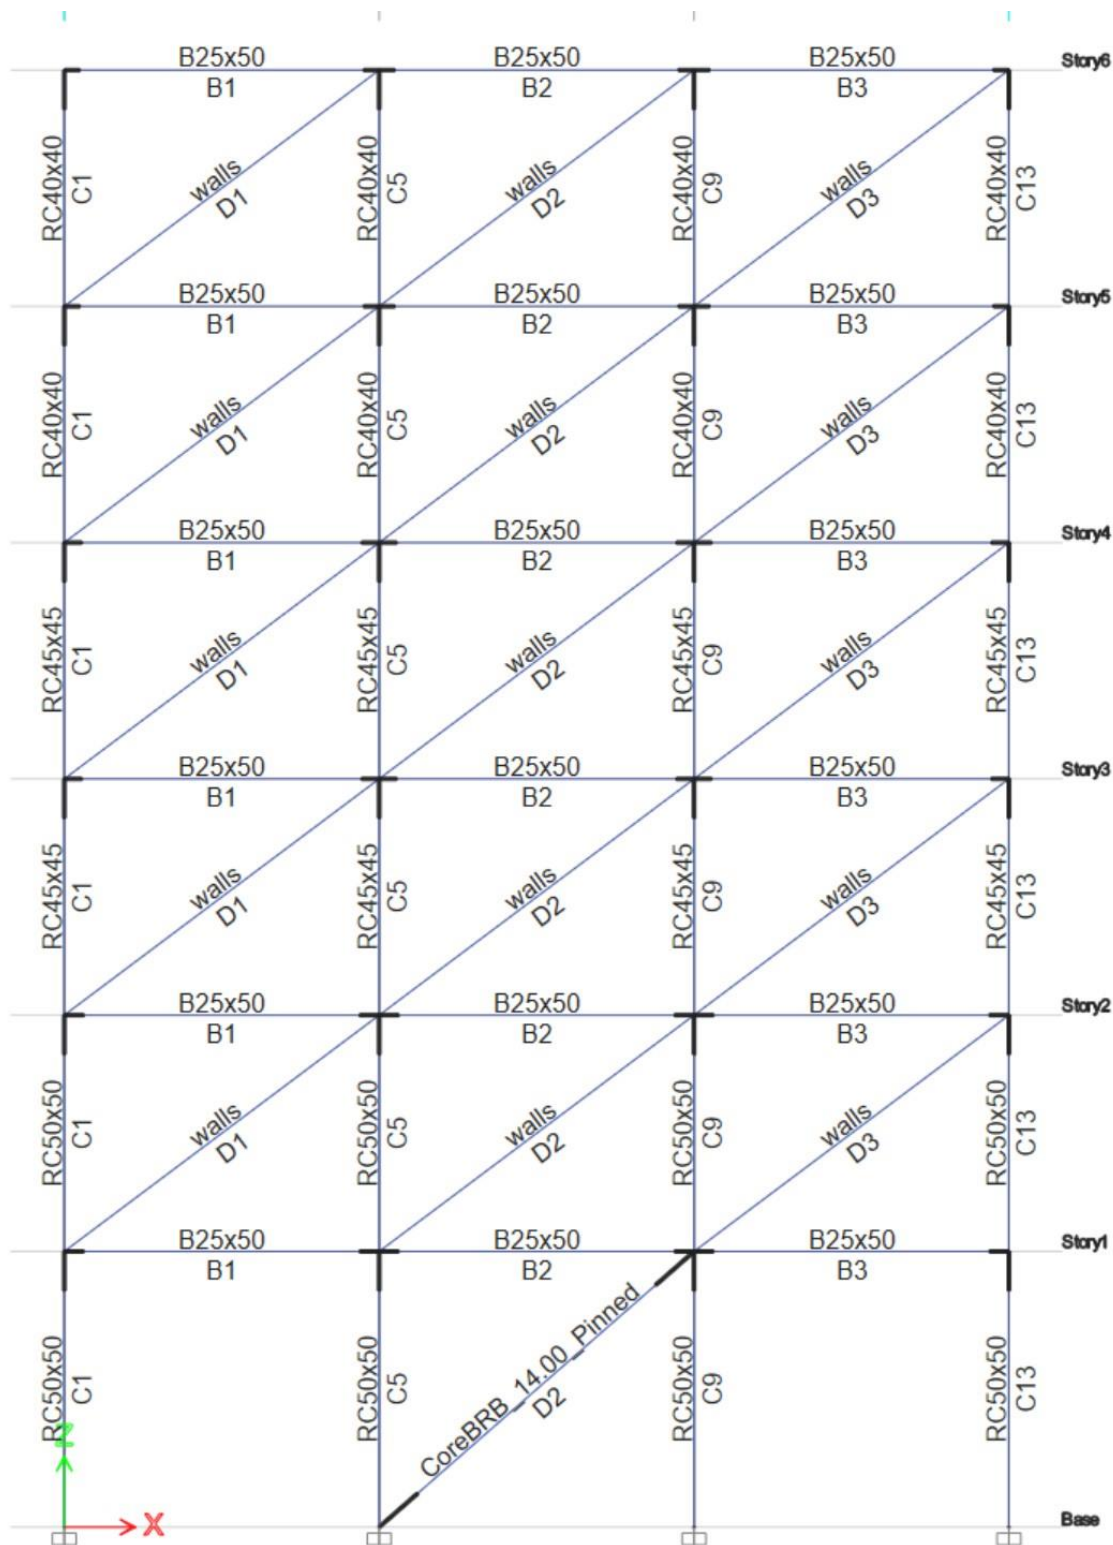 B25x50 B25x50 B25x50 Story6
B1 B2 B3
RC40x40 C1 walls D1 RC40x40 C5 walls D2 RC40x40 C9 walls D3 RC40x40 C13
B25x50 B25x50 B25x50 Story5
B1 B2 B3
RC40x40 C1 walls D1 RC40x40 C5 walls D2 RC40x40 C9 walls D3 RC40x40 C13
B25x50 B25x50 B25x50 Story4
B1 B2 B3
RC45x45 C1 walls D1 RC45x45 C5 walls D2 RC45x45 C9 walls D3 RC45x45 C13
B25x50 B25x50 B25x50 Story3
B1 B2 B3
RC45x45 C1 walls D1 RC45x45 C5 walls D2 RC45x45 C9 walls D3 RC45x45 C13
B25x50 B25x50 B25x50 Story2
B1 B2 B3
RC50x50 C1 walls D1 RC50x50 C5 walls D2 RC50x50 C9 walls D3 RC50x50 C13
B25x50 B25x50 B25x50 Story1
B1 B2 B3
RC50x50 C1 RC50x50 C5 CoreBRB_14.00_Pinned D2 RC50x50 C9 RC50x50 C13
Z
X Base